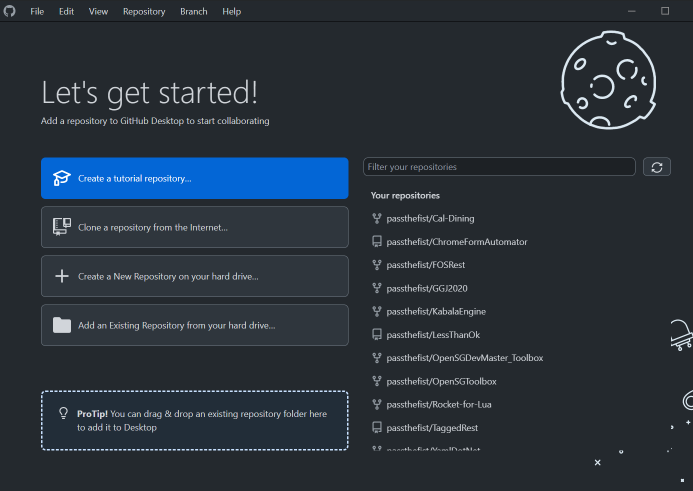 File Edit View Repository Branch Help
Let's get started!
Add a repository to GitHub Desktop to start collaborating
Create a tutorial repository...
Clone a repository from the Internet...
Create a New Repository on your hard drive...
Add an Existing Repository from your hard drive...
ProTip! You can drag & drop an existing repository folder here
to add it to Desktop
Filter your repositories
Your repositories
passthefist/Cal-Dining
passthefist/ChromeFormAutomator
passthefist/FOSRest
passthefist/GGJ2020
passthefist/KabalaEngine
passthefist/LessThanOk
passthefist/OpenSGDevMaster_Toolbox
passthefist/OpenSGToolbox
passthefist/Rocket-for-Lua
passthefist/TaggedRest
passthefist/YamlDotNet